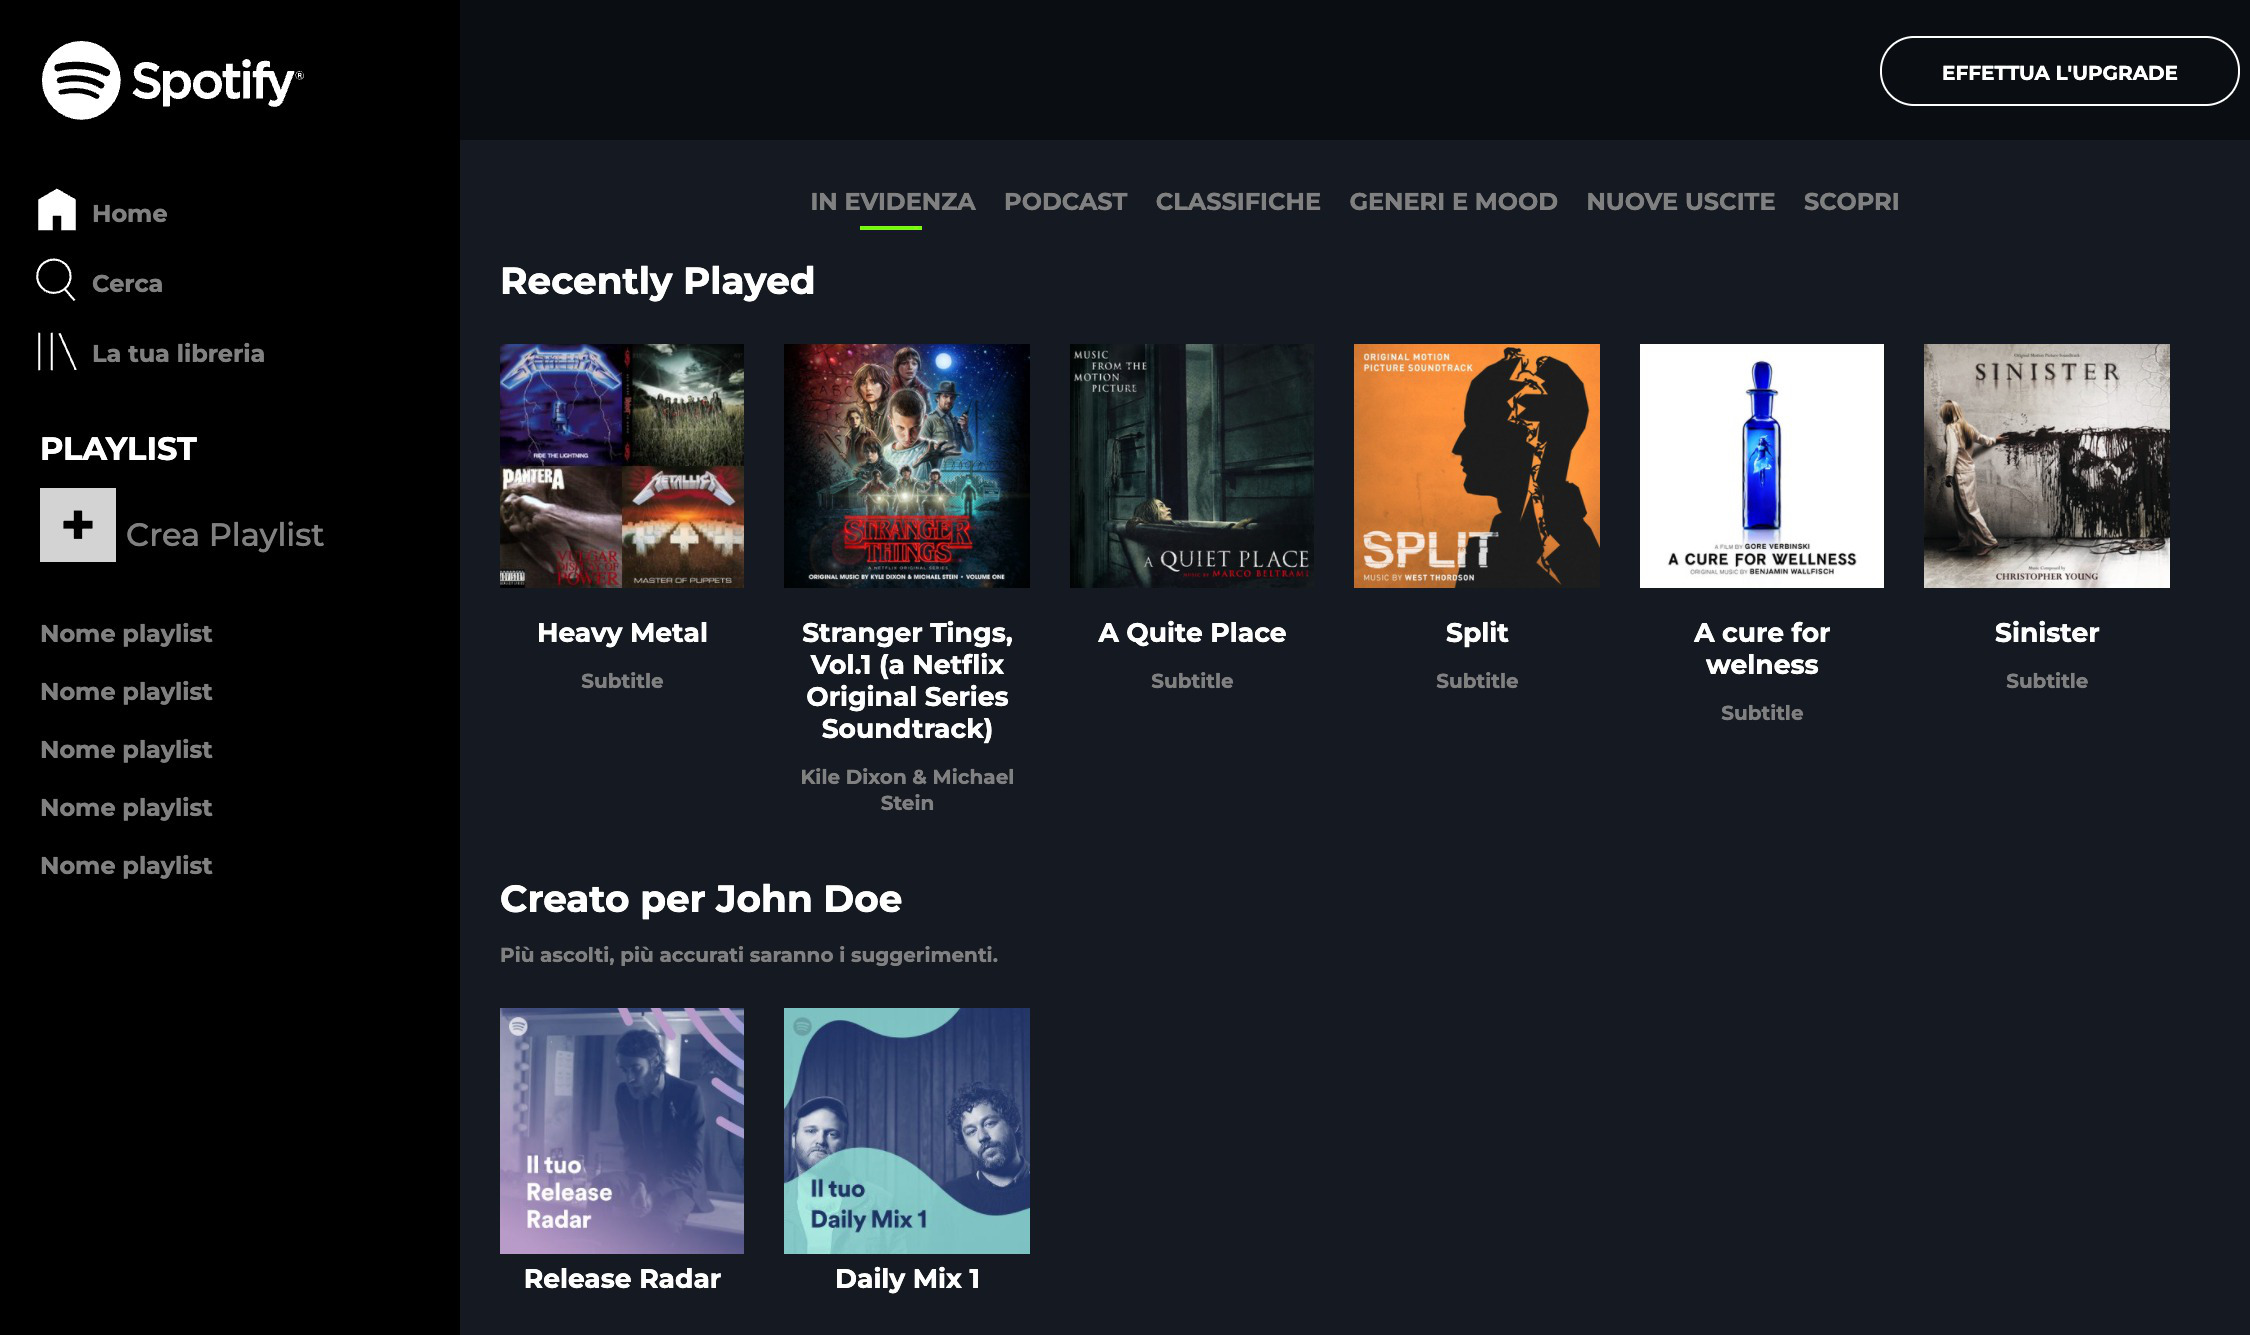 Spotify®
EFFETTUA L'UPGRADE
Home
Cerca
La tua libreria
PLAYLIST
Crea Playlist
Nome playlist
Nome playlist
Nome playlist
Nome playlist
Nome playlist
IN EVIDENZA PODCAST CLASSIFICHE GENERI E MOOD NUOVE USCITE SCOPRI
Recently Played
METALLICA
RIDE THE LIGHTNING
PANTERA
VULGAR
DISPLAY OF
POWER
METALLICA
MASTER OF PUPPETS
Heavy Metal
Subtitle
STRANGER
THINGS
A NETFLIX ORIGINAL SERIES
ORIGINAL MUSIC BY KYLE DIXON & MICHAEL STEIN • VOLUME ONE
Stranger Tings,
Vol.1 (a Netflix
Original Series
Soundtrack)
Kile Dixon & Michael
Stein
MUSIC
FROM THE
MOTION
PICTURE
A QUIET PLACE
MUSIC BY MARCO BELTRAMI
A Quite Place
Subtitle
ORIGINAL MOTION
PICTURE SOUNDTRACK
SPLIT
MUSIC BY WEST THORDSON
Split
Subtitle
A FILM BY GORE VERBINSKI
A CURE FOR WELLNESS
ORIGINAL MUSIC BY BENJAMIN WALLFISCH
A cure for
welness
Subtitle
Original Motion Picture Soundtrack
SINISTER
Music Composed by
CHRISTOPHER YOUNG
Sinister
Subtitle
Creato per John Doe
Più ascolti, più accurati saranno i suggerimenti.
Il tuo
Release
Radar
Release Radar
Il tuo
Daily Mix 1
Daily Mix 1